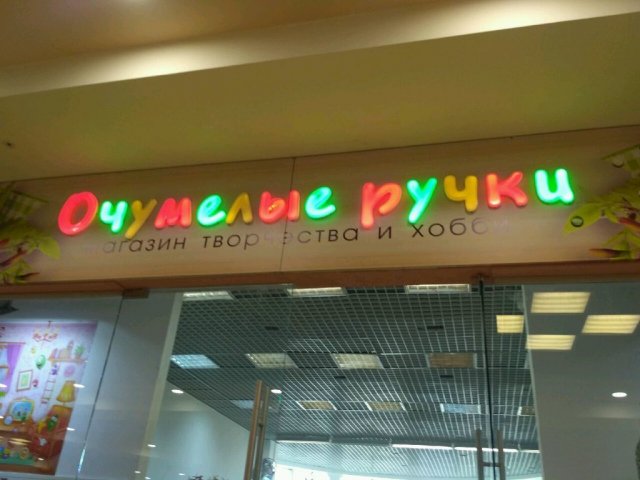 Очумелые ручки
магазин творчества и хобби